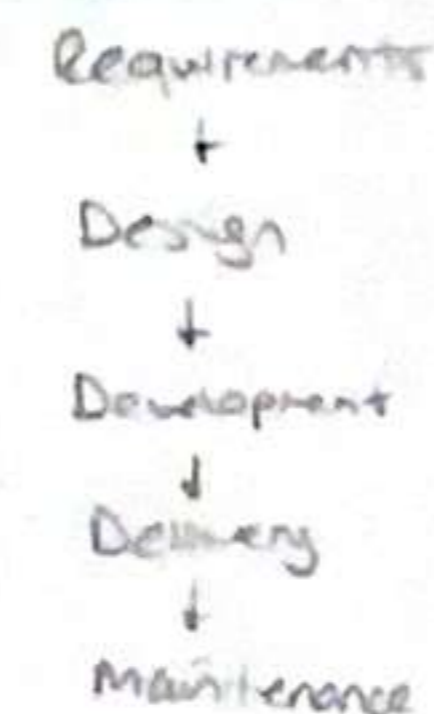 Requirements
↓
Design
↓
Development
↓
Delivery
↓
Maintenance